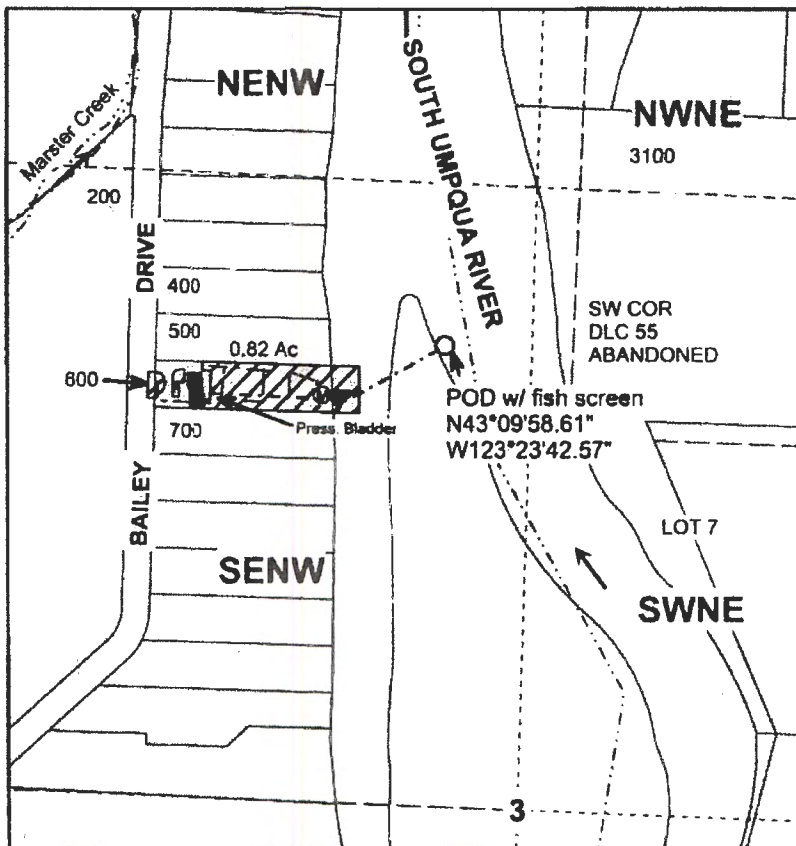 NENW
NWNE
3100
Marster Creek
SOUTH UMPQUA RIVER
200
DRIVE
400
500
SW COR
DLC 55
ABANDONED
0.82 Ac
600
POD w/ fish screen
N43°09'58.61"
W123°23'42.57"
700
Press. Bladder
BAILEY
LOT 7
SENW
SWNE
3